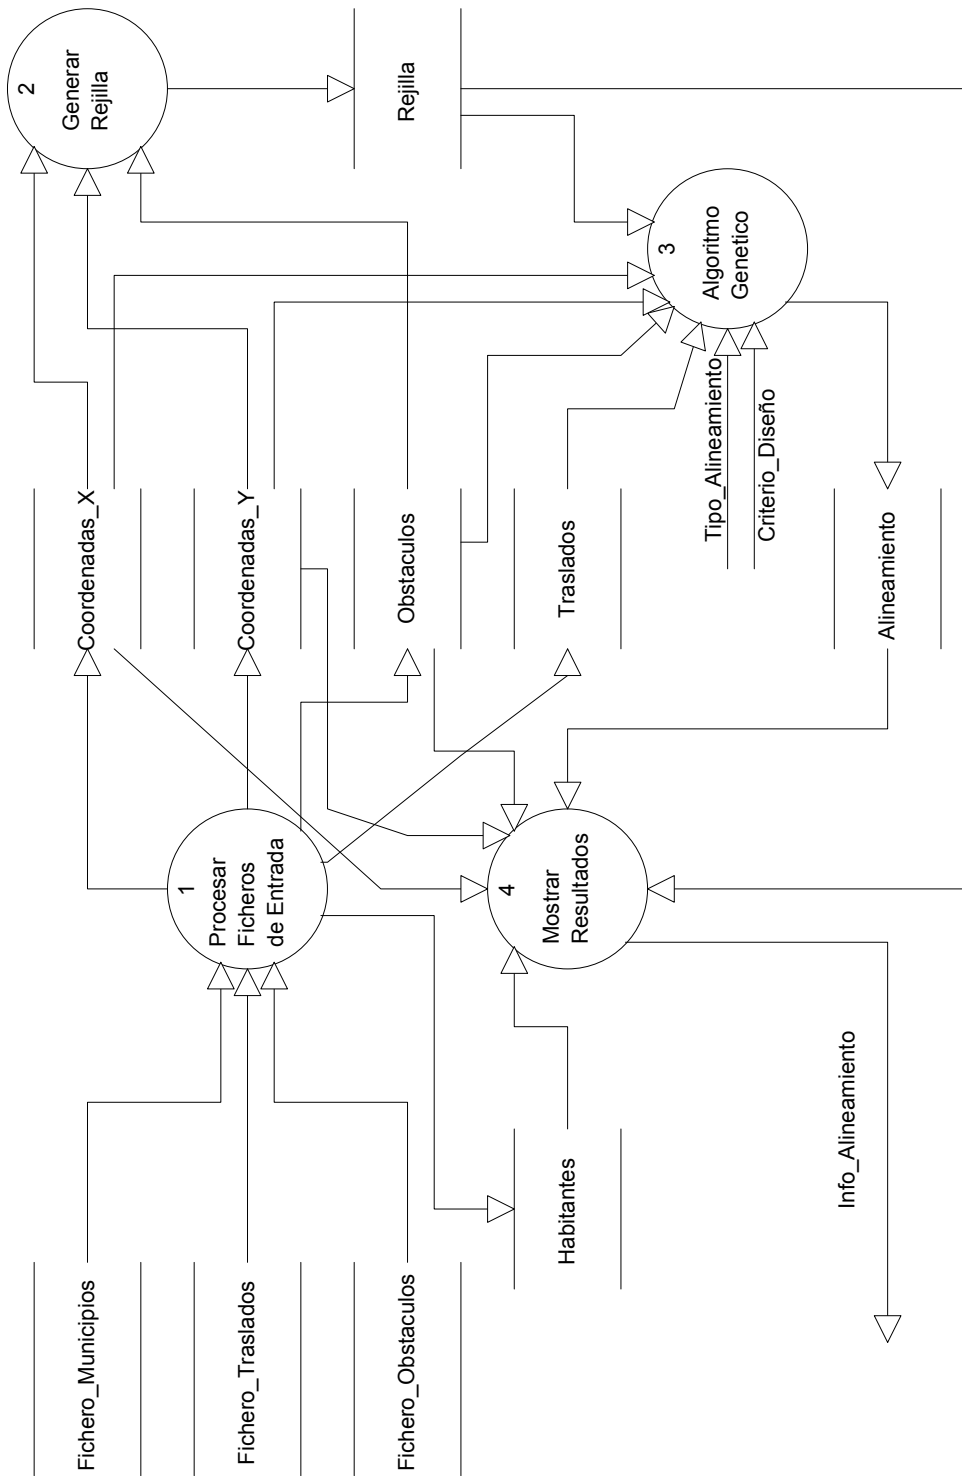 Fichero_Municipios
Fichero_Traslados
Fichero_Obstaculos
1
Procesar
Ficheros
de Entrada
Habitantes
Coordenadas_X
Coordenadas_Y
Obstaculos
Traslados
4
Mostrar
Resultados
Info_Alineamiento
Alineamiento
Tipo_Alineamiento
Criterio_Diseño
3
Algoritmo
Genetico
2
Generar
Rejilla
Rejilla